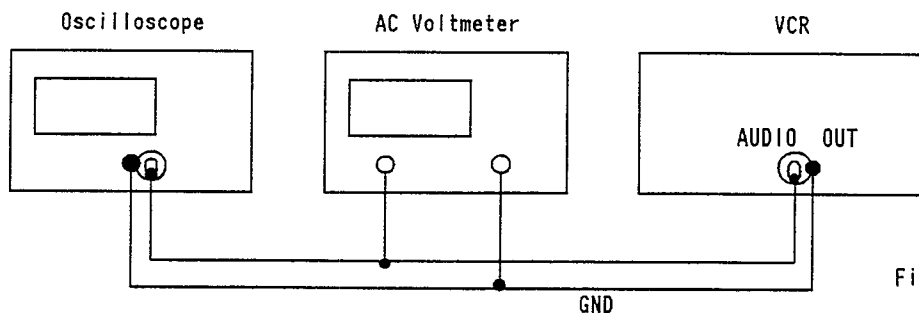 Oscilloscope
AC Voltmeter
VCR
AUDIO OUT
GND
Fi